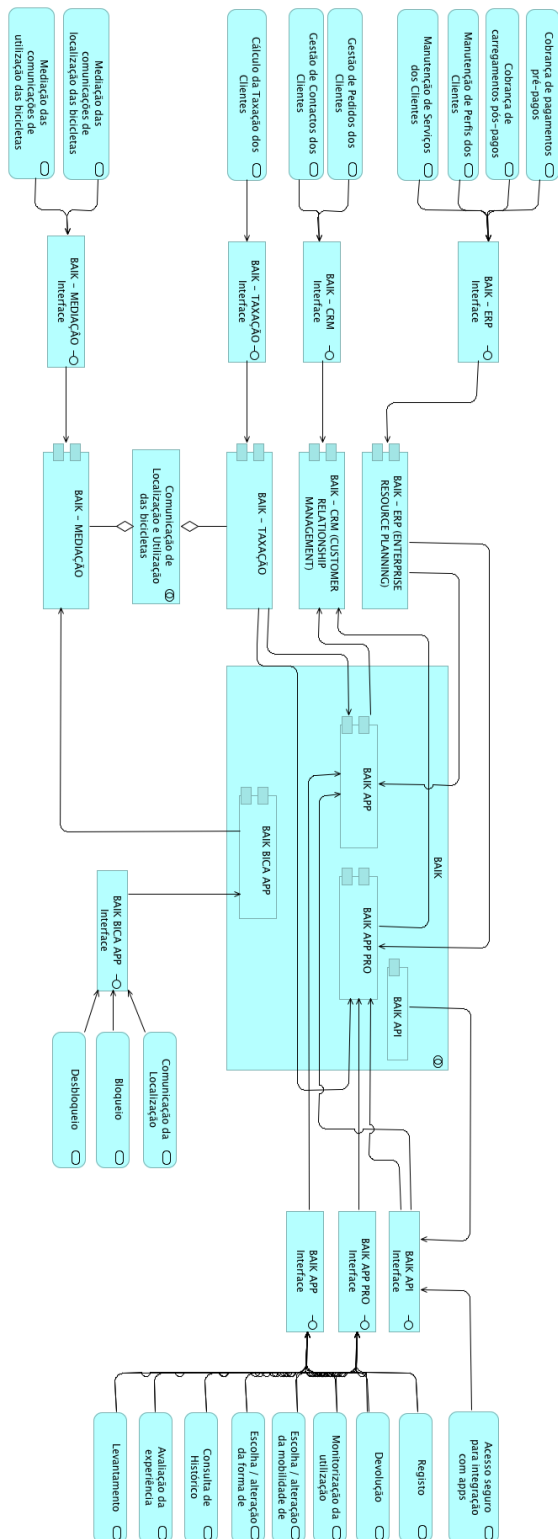 Cobrança de pagamentos
pré-pagos
Cobrança de
carregamentos pós-pagos
Manutenção de Perfis dos
Clientes
Manutenção de Serviços
dos Clientes
Gestão de Pedidos dos
Clientes
Gestão de Contactos dos
Clientes
Cálculo da Taxação dos
Clientes
Mediação das
comunicações de
localização das bicicletas
Mediação das
comunicações de
utilização das bicicletas
BAIK - ERP
Interface
BAIK - CRM
Interface
BAIK - TAXAÇÃO
Interface
BAIK - MEDIAÇÃO
Interface
BAIK - ERP (ENTERPRISE
RESOURCE PLANNING)
BAIK - CRM (CUSTOMER
RELATIONSHIP
MANAGEMENT)
BAIK - TAXAÇÃO
Comunicação de
Localização e Utilização
das bicicletas
BAIK - MEDIAÇÃO
BAIK
BAIK APP
BAIK APP PRO
BAIK API
BAIK BICA APP
BAIK BICA APP
Interface
Comunicação da
Localização
Bloqueio
Desbloqueio
BAIK API
Interface
BAIK APP PRO
Interface
BAIK APP
Interface
Acesso seguro
para integração
com apps
Registo
Devolução
Monitorização da
utilização
Escolha / alteração
da mobilidade de
Escolha / alteração
da forma de
Consulta de
Histórico
Avaliação da
experiência
Levantamento